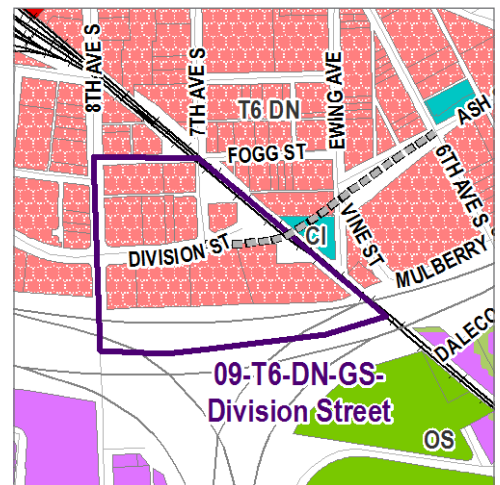 8TH AVE S
7TH AVE S
EWING AVE
T6 DN
ASH
FOGG ST
6TH AVE S
DIVISION ST
CI
VINE ST
MULBERRY
DALECO
09-T6-DN-GS-
Division Street
OS